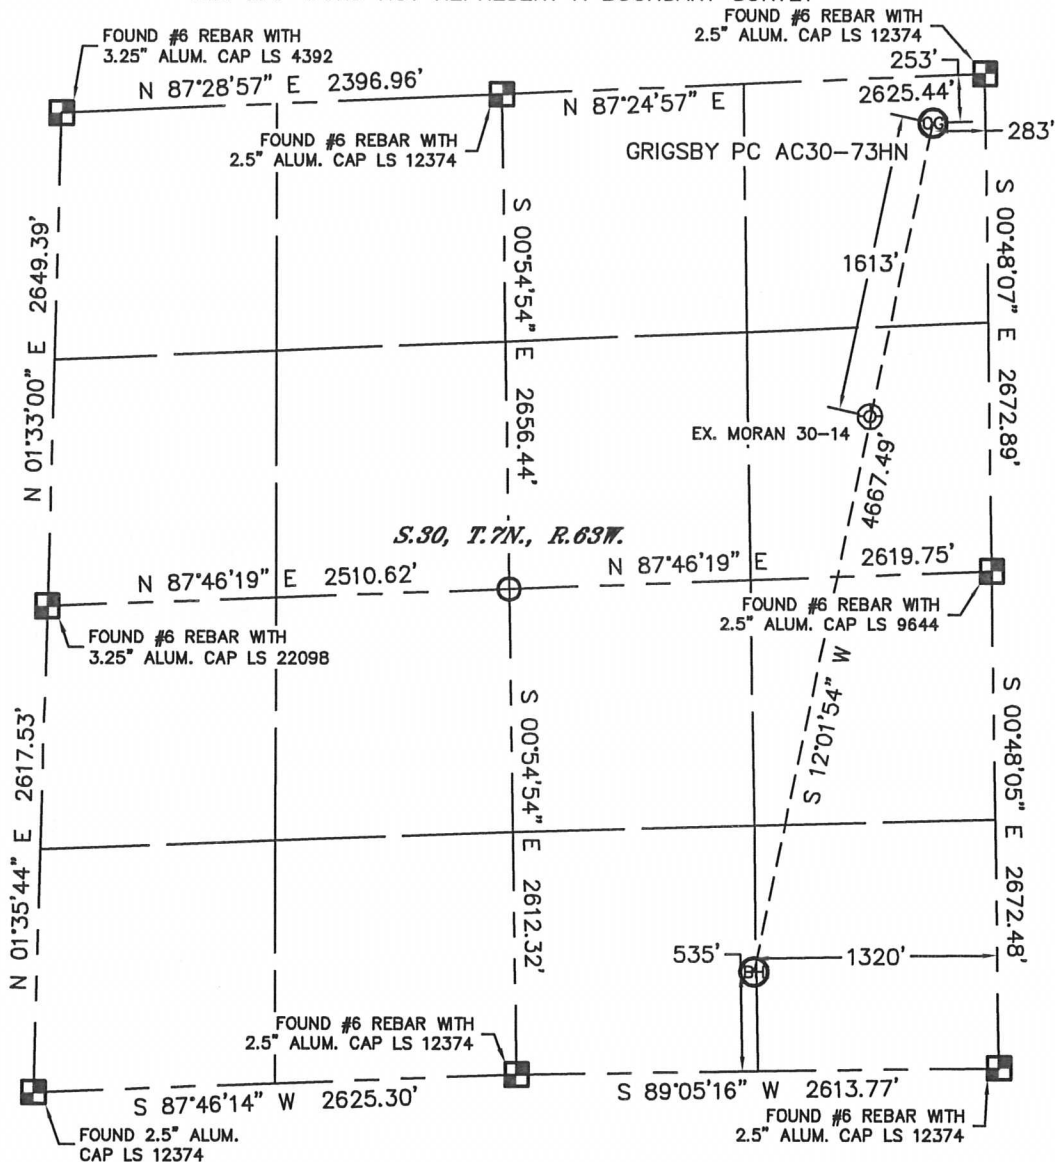 FOUND #6 REBAR WITH
2.5" ALUM. CAP LS 12374
FOUND #6 REBAR WITH
3.25" ALUM. CAP LS 4392
253'
N 87°28'57" E 2396.96'
2625.44'
N 87°24'57" E
OG
283'
FOUND #6 REBAR WITH
2.5" ALUM. CAP LS 12374
GRIGSBY PC AC30-73HN
N 01°33'00" E 2649.39'
S 00°54'54" E 2656.44'
1613'
S 00°48'07" E 2672.89'
EX. MORAN 30-14
4667.49'
S.30, T.7N., R.63W.
N 87°46'19" E 2510.62'
N 87°46'19" E
2619.75'
FOUND #6 REBAR WITH
2.5" ALUM. CAP LS 9644
FOUND #6 REBAR WITH
3.25" ALUM. CAP LS 22098
N 01°35'44" E 2617.53'
S 00°54'54" E 2612.32'
S 12°01'54" W
S 00°48'05" E 2672.48'
535'
1320'
BH
FOUND #6 REBAR WITH
2.5" ALUM. CAP LS 12374
S 87°46'14" W 2625.30'
S 89°05'16" W 2613.77'
FOUND #6 REBAR WITH
2.5" ALUM. CAP LS 12374
FOUND 2.5" ALUM.
CAP LS 12374